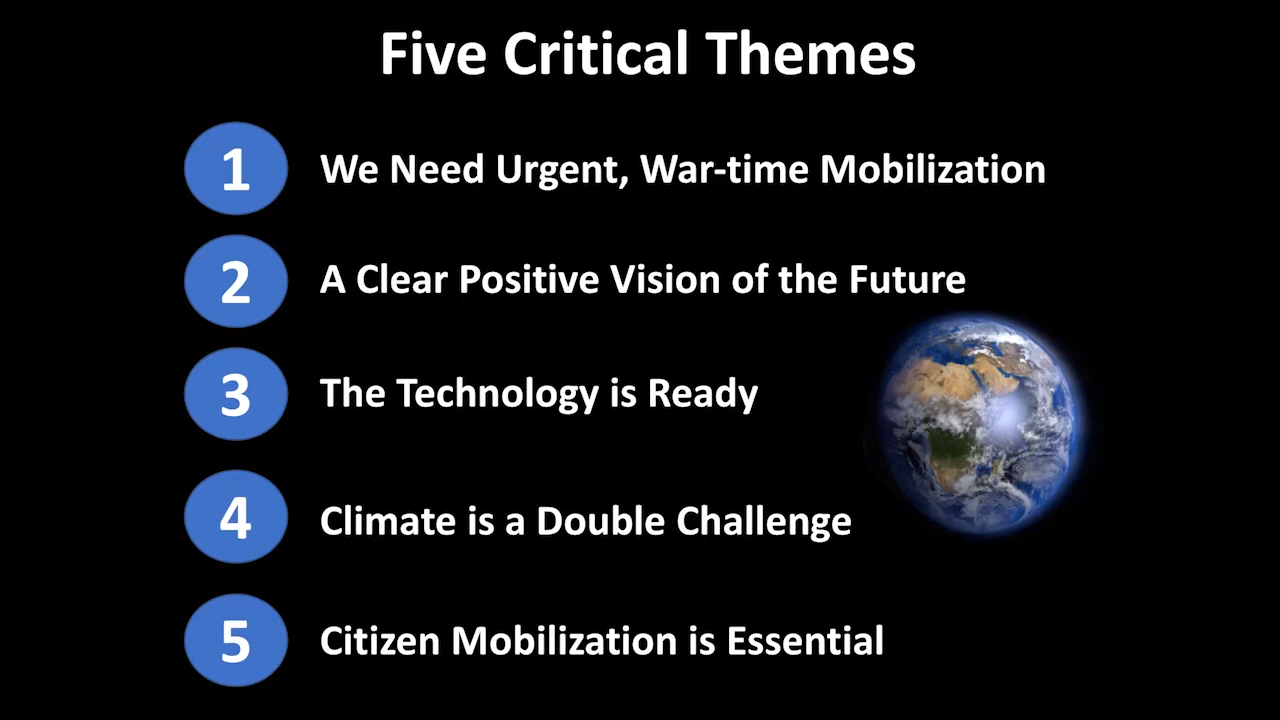 Five Critical Themes
1 We Need Urgent, War-time Mobilization
2 A Clear Positive Vision of the Future
3 The Technology is Ready
4 Climate is a Double Challenge
5 Citizen Mobilization is Essential